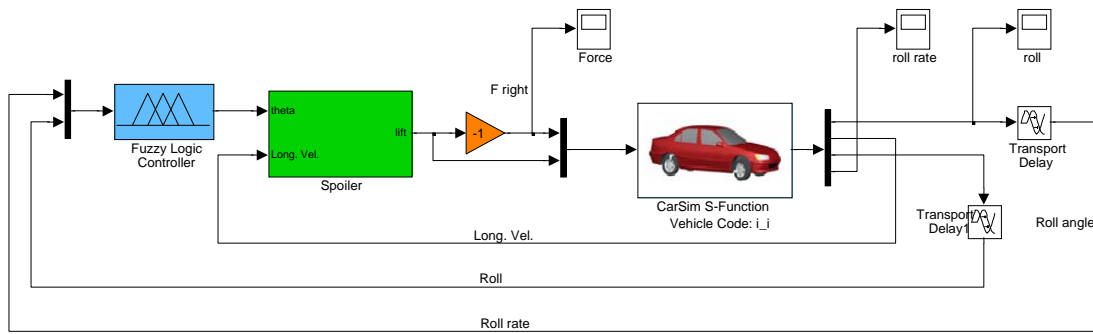 Force
roll rate
roll
F right
theta
lift
-1
Long. Vel.
Fuzzy Logic
Controller
Spoiler
Transport
Delay
CarSim S-Function
Vehicle Code: i_i
Transport
Delay1
Roll angle
Long. Vel.
Roll
Roll rate